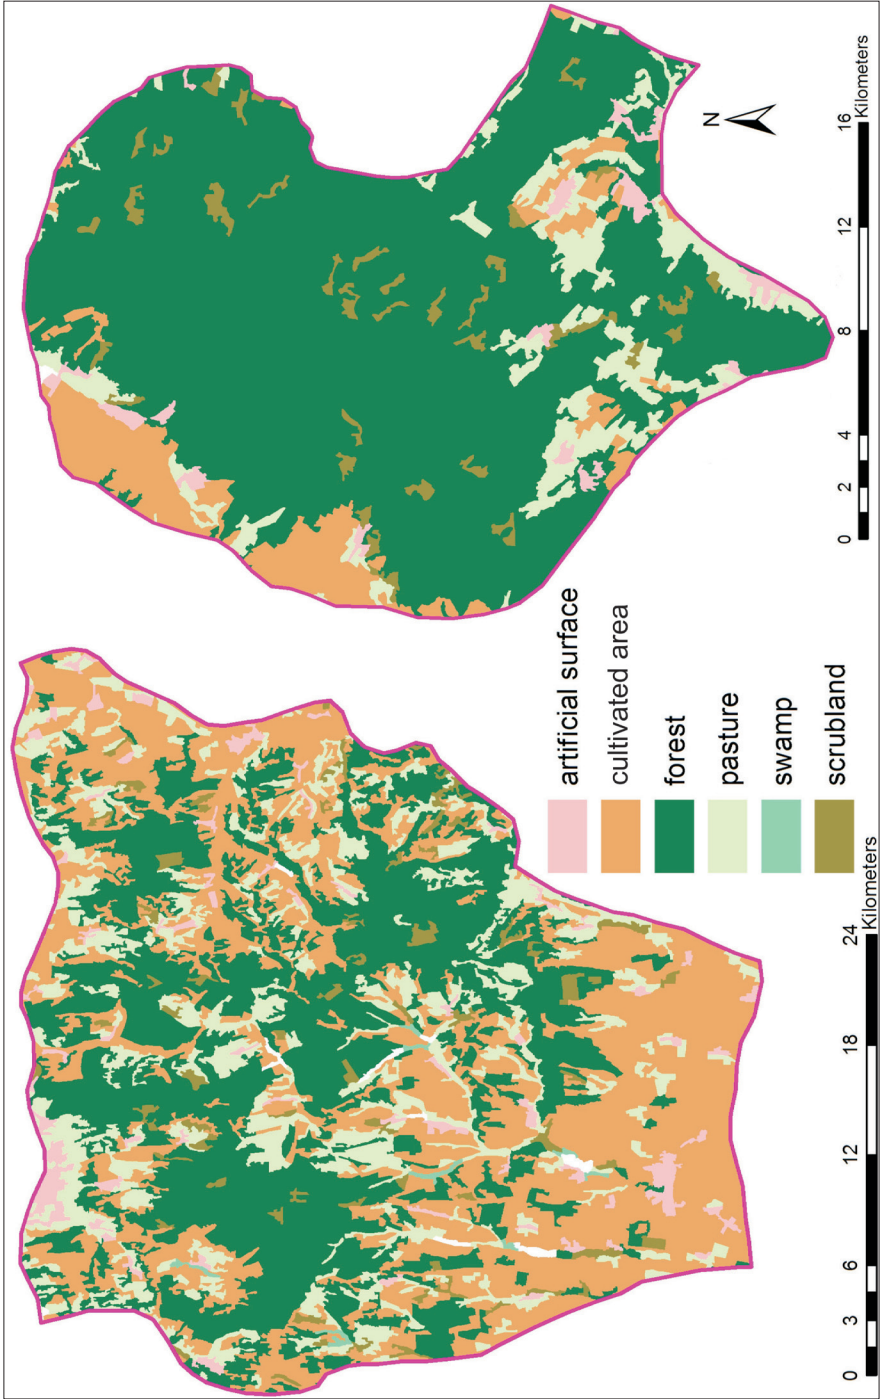 N
0 2 4 8 12 16
Kilometers
artificial surface
cultivated area
forest
pasture
swamp
scrubland
0 3 6 12 18 24
Kilometers